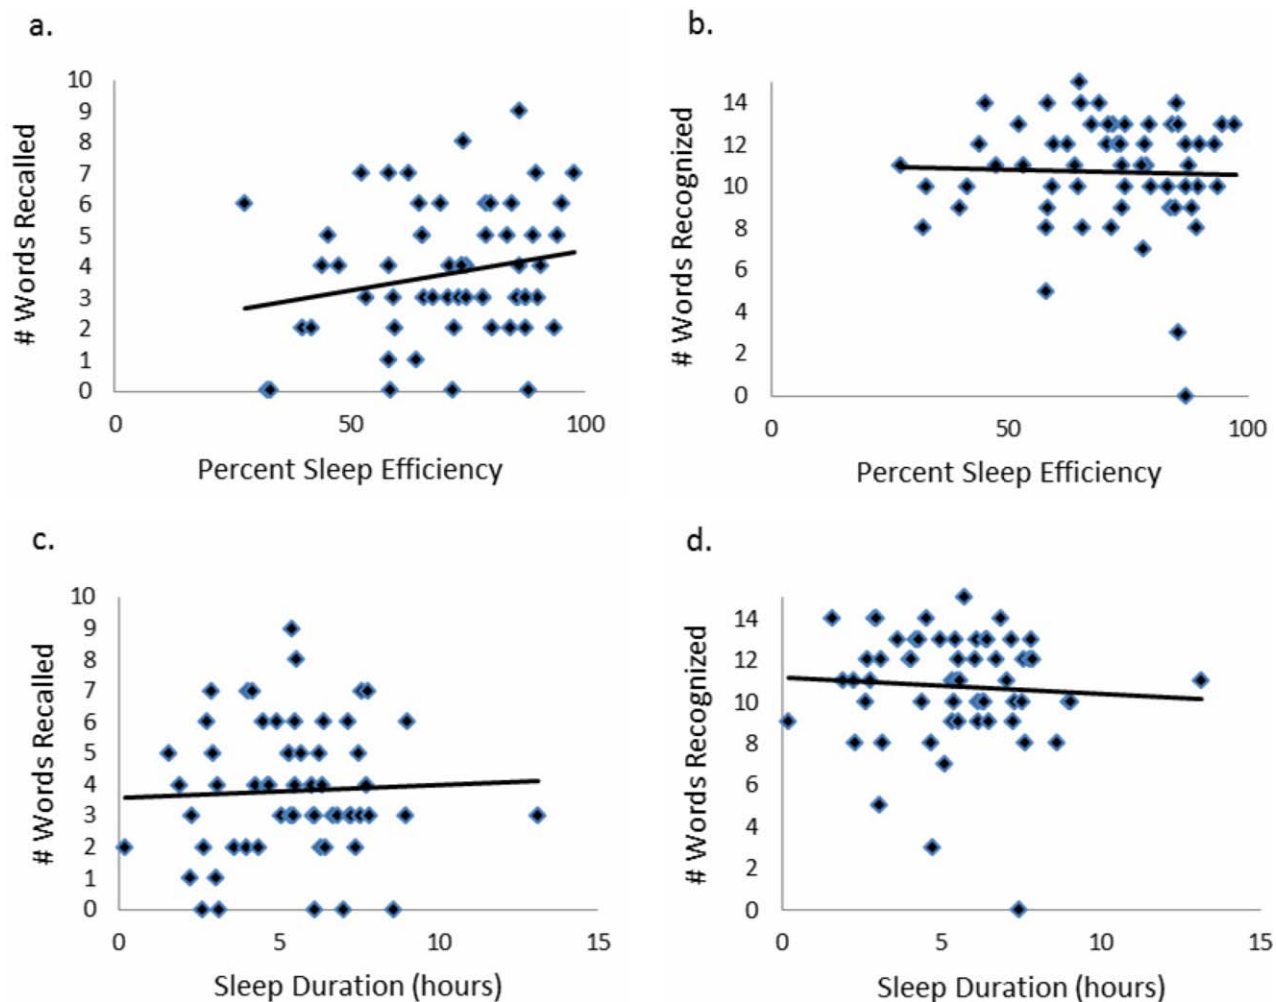 a.
# Words Recalled
10
9
8
7
6
5
4
3
2
1
0
0 50 100
Percent Sleep Efficiency
b.
# Words Recognized
14
12
10
8
6
4
2
0
0 50 100
Percent Sleep Efficiency
c.
# Words Recalled
10
9
8
7
6
5
4
3
2
1
0
0 5 10 15
Sleep Duration (hours)
d.
# Words Recognized
14
12
10
8
6
4
2
0
0 5 10 15
Sleep Duration (hours)